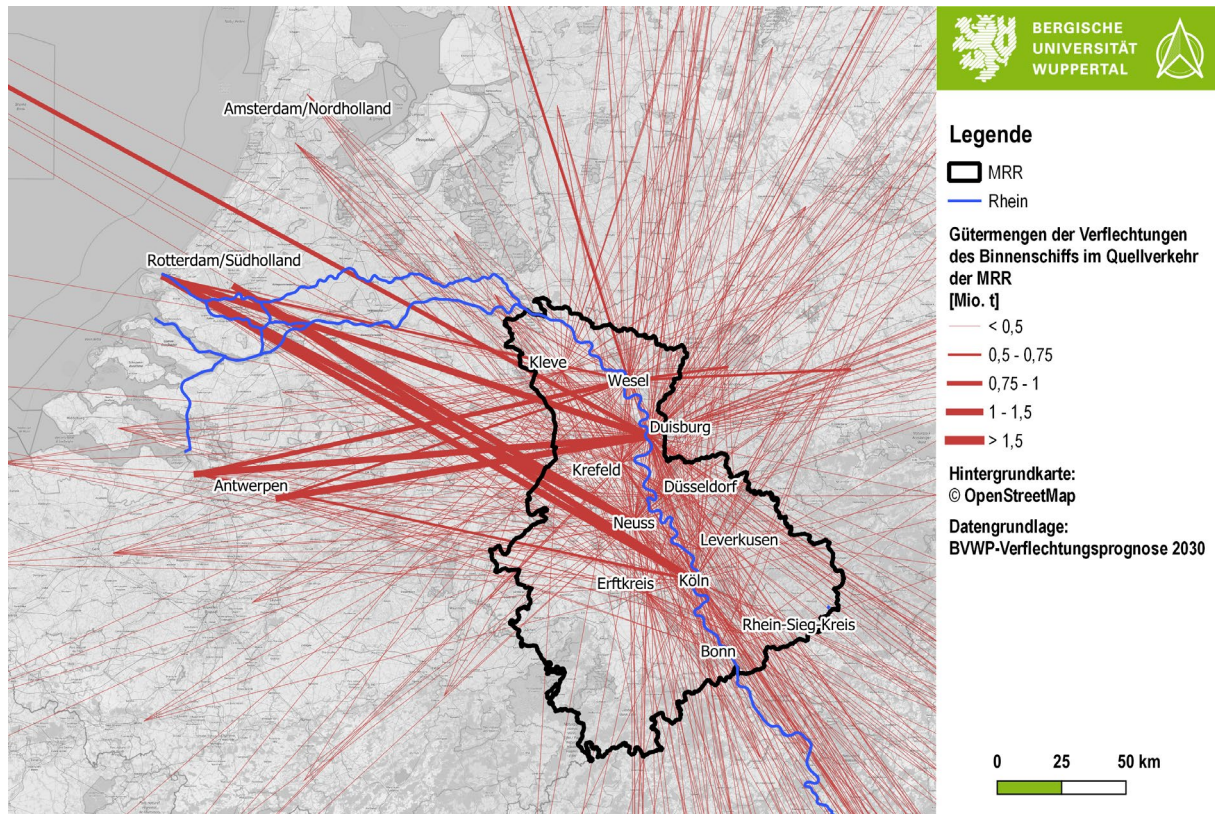 Amsterdam/Nordholland
Rotterdam/Südholland
Kleve
Wesel
Duisburg
Krefeld
Antwerpen
Düsseldorf
Neuss
Leverkusen
Erftkreis
Köln
Rhein-Sieg-Kreis
Bonn
BERGISCHE
UNIVERSITÄT
WUPPERTAL
Legende
MRR
Rhein
Gütermengen der Verflechtungen
des Binnenschiffs im Quellverkehr
der MRR
[Mio. t]
< 0,5
0,5 - 0,75
0,75 - 1
1 - 1,5
> 1,5
Hintergrundkarte:
© OpenStreetMap
Datengrundlage:
BVWP-Verflechtungsprognose 2030
0 25 50 km